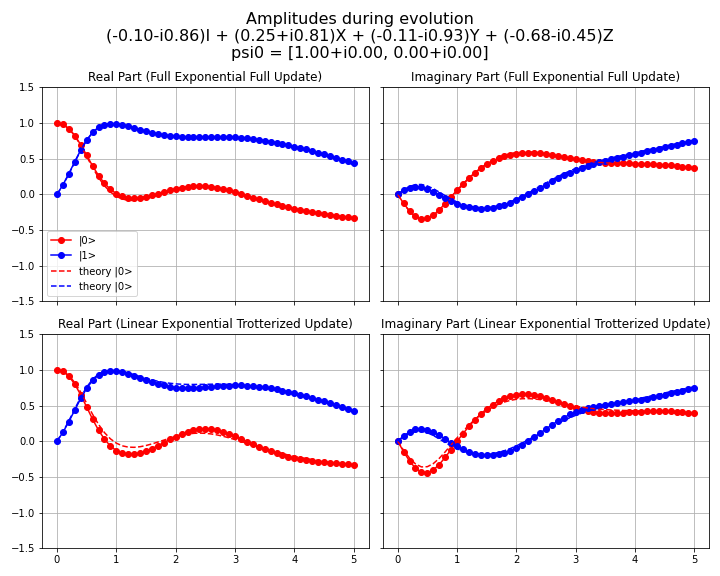 Amplitudes during evolution
(-0.10-i0.86)I + (0.25+i0.81)X + (-0.11-i0.93)Y + (-0.68-i0.45)Z
psi0 = [1.00+i0.00, 0.00+i0.00]
Real Part (Full Exponential Full Update)
1.5
1.0
0.5
0.0
−0.5
−1.0
−1.5
|0>
|1>
theory |0>
theory |0>
Imaginary Part (Full Exponential Full Update)
Real Part (Linear Exponential Trotterized Update)
1.5
1.0
0.5
0.0
−0.5
−1.0
−1.5
0 1 2 3 4 5
Imaginary Part (Linear Exponential Trotterized Update)
0 1 2 3 4 5